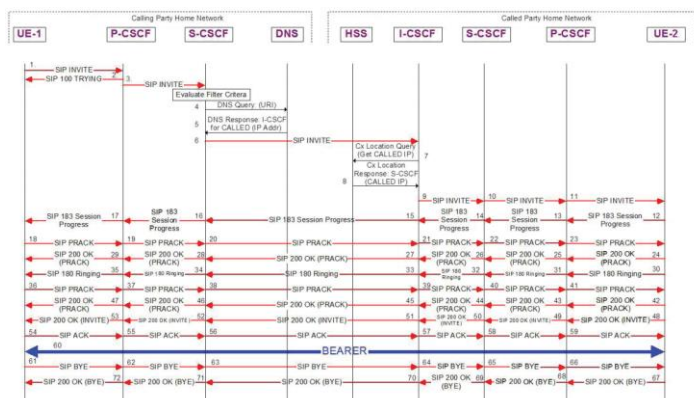 Calling Party Home Network Called Party Home Network
UE-1 P-CSCF S-CSCF DNS HSS I-CSCF S-CSCF P-CSCF UE-2
1 SIP INVITE
2 SIP 100 TRYING
3 SIP INVITE
Evaluate Filter Criteria
4 DNS Query: (URI)
5 DNS Response: I-CSCF
for CALLED (IP Addr)
6 SIP INVITE
Cx Location Query
(Get CALLED IP) 7
Cx Location
8 Response: S-CSCF
(CALLED IP)
9 SIP INVITE 10 SIP INVITE 11 SIP INVITE
SIP 183 Session
Progress 17 SIP 183
Session
Progress 16 SIP 183 Session Progress 15 SIP 183
Session
Progress 14 SIP 183
Session
Progress 13 SIP 183
Session
Progress 12
18 SIP PRACK 19 SIP PRACK 20 SIP PRACK 21 SIP PRACK 22 SIP PRACK 23 SIP PRACK
SIP 200 OK
(PRACK) 29 SIP 200 OK
(PRACK) 28 SIP 200 OK (PRACK) 27 SIP 200 OK
(PRACK) 26 SIP 200 OK
(PRACK) 25 SIP 200 OK
(PRACK) 24
SIP 180 Ringing 35 SIP 180 Ringing 34 SIP 180 Ringing 33 SIP 180
Ringing 32 SIP 180 Ringing 31 SIP 180 Ringing 30
36 SIP PRACK 37 SIP PRACK 38 SIP PRACK 39 SIP PRACK 40 SIP PRACK 41 SIP PRACK
SIP 200 OK
(PRACK) 47 SIP 200 OK
(PRACK) 46 SIP 200 OK (PRACK) 45 SIP 200 OK
(PRACK) 44 SIP 200 OK
(PRACK) 43 SIP 200 OK
(PRACK) 42
SIP 200 OK (INVITE) 53 SIP 200 OK (INVITE) 52 SIP 200 OK (INVITE) 51 SIP 200 OK
(INVITE) 50 SIP 200 OK (INVITE) 49 SIP 200 OK (INVITE) 48
54 SIP ACK 55 SIP ACK 56 SIP ACK 57 SIP ACK 58 SIP ACK 59 SIP ACK
60 BEARER
61 SIP BYE 62 SIP BYE 63 SIP BYE 64 SIP BYE 65 SIP BYE 66 SIP BYE
SIP 200 OK (BYE) 72 SIP 200 OK (BYE) 71 SIP 200 OK (BYE) 70 SIP 200 OK
(BYE) 69 SIP 200 OK (BYE) 68 SIP 200 OK (BYE) 67